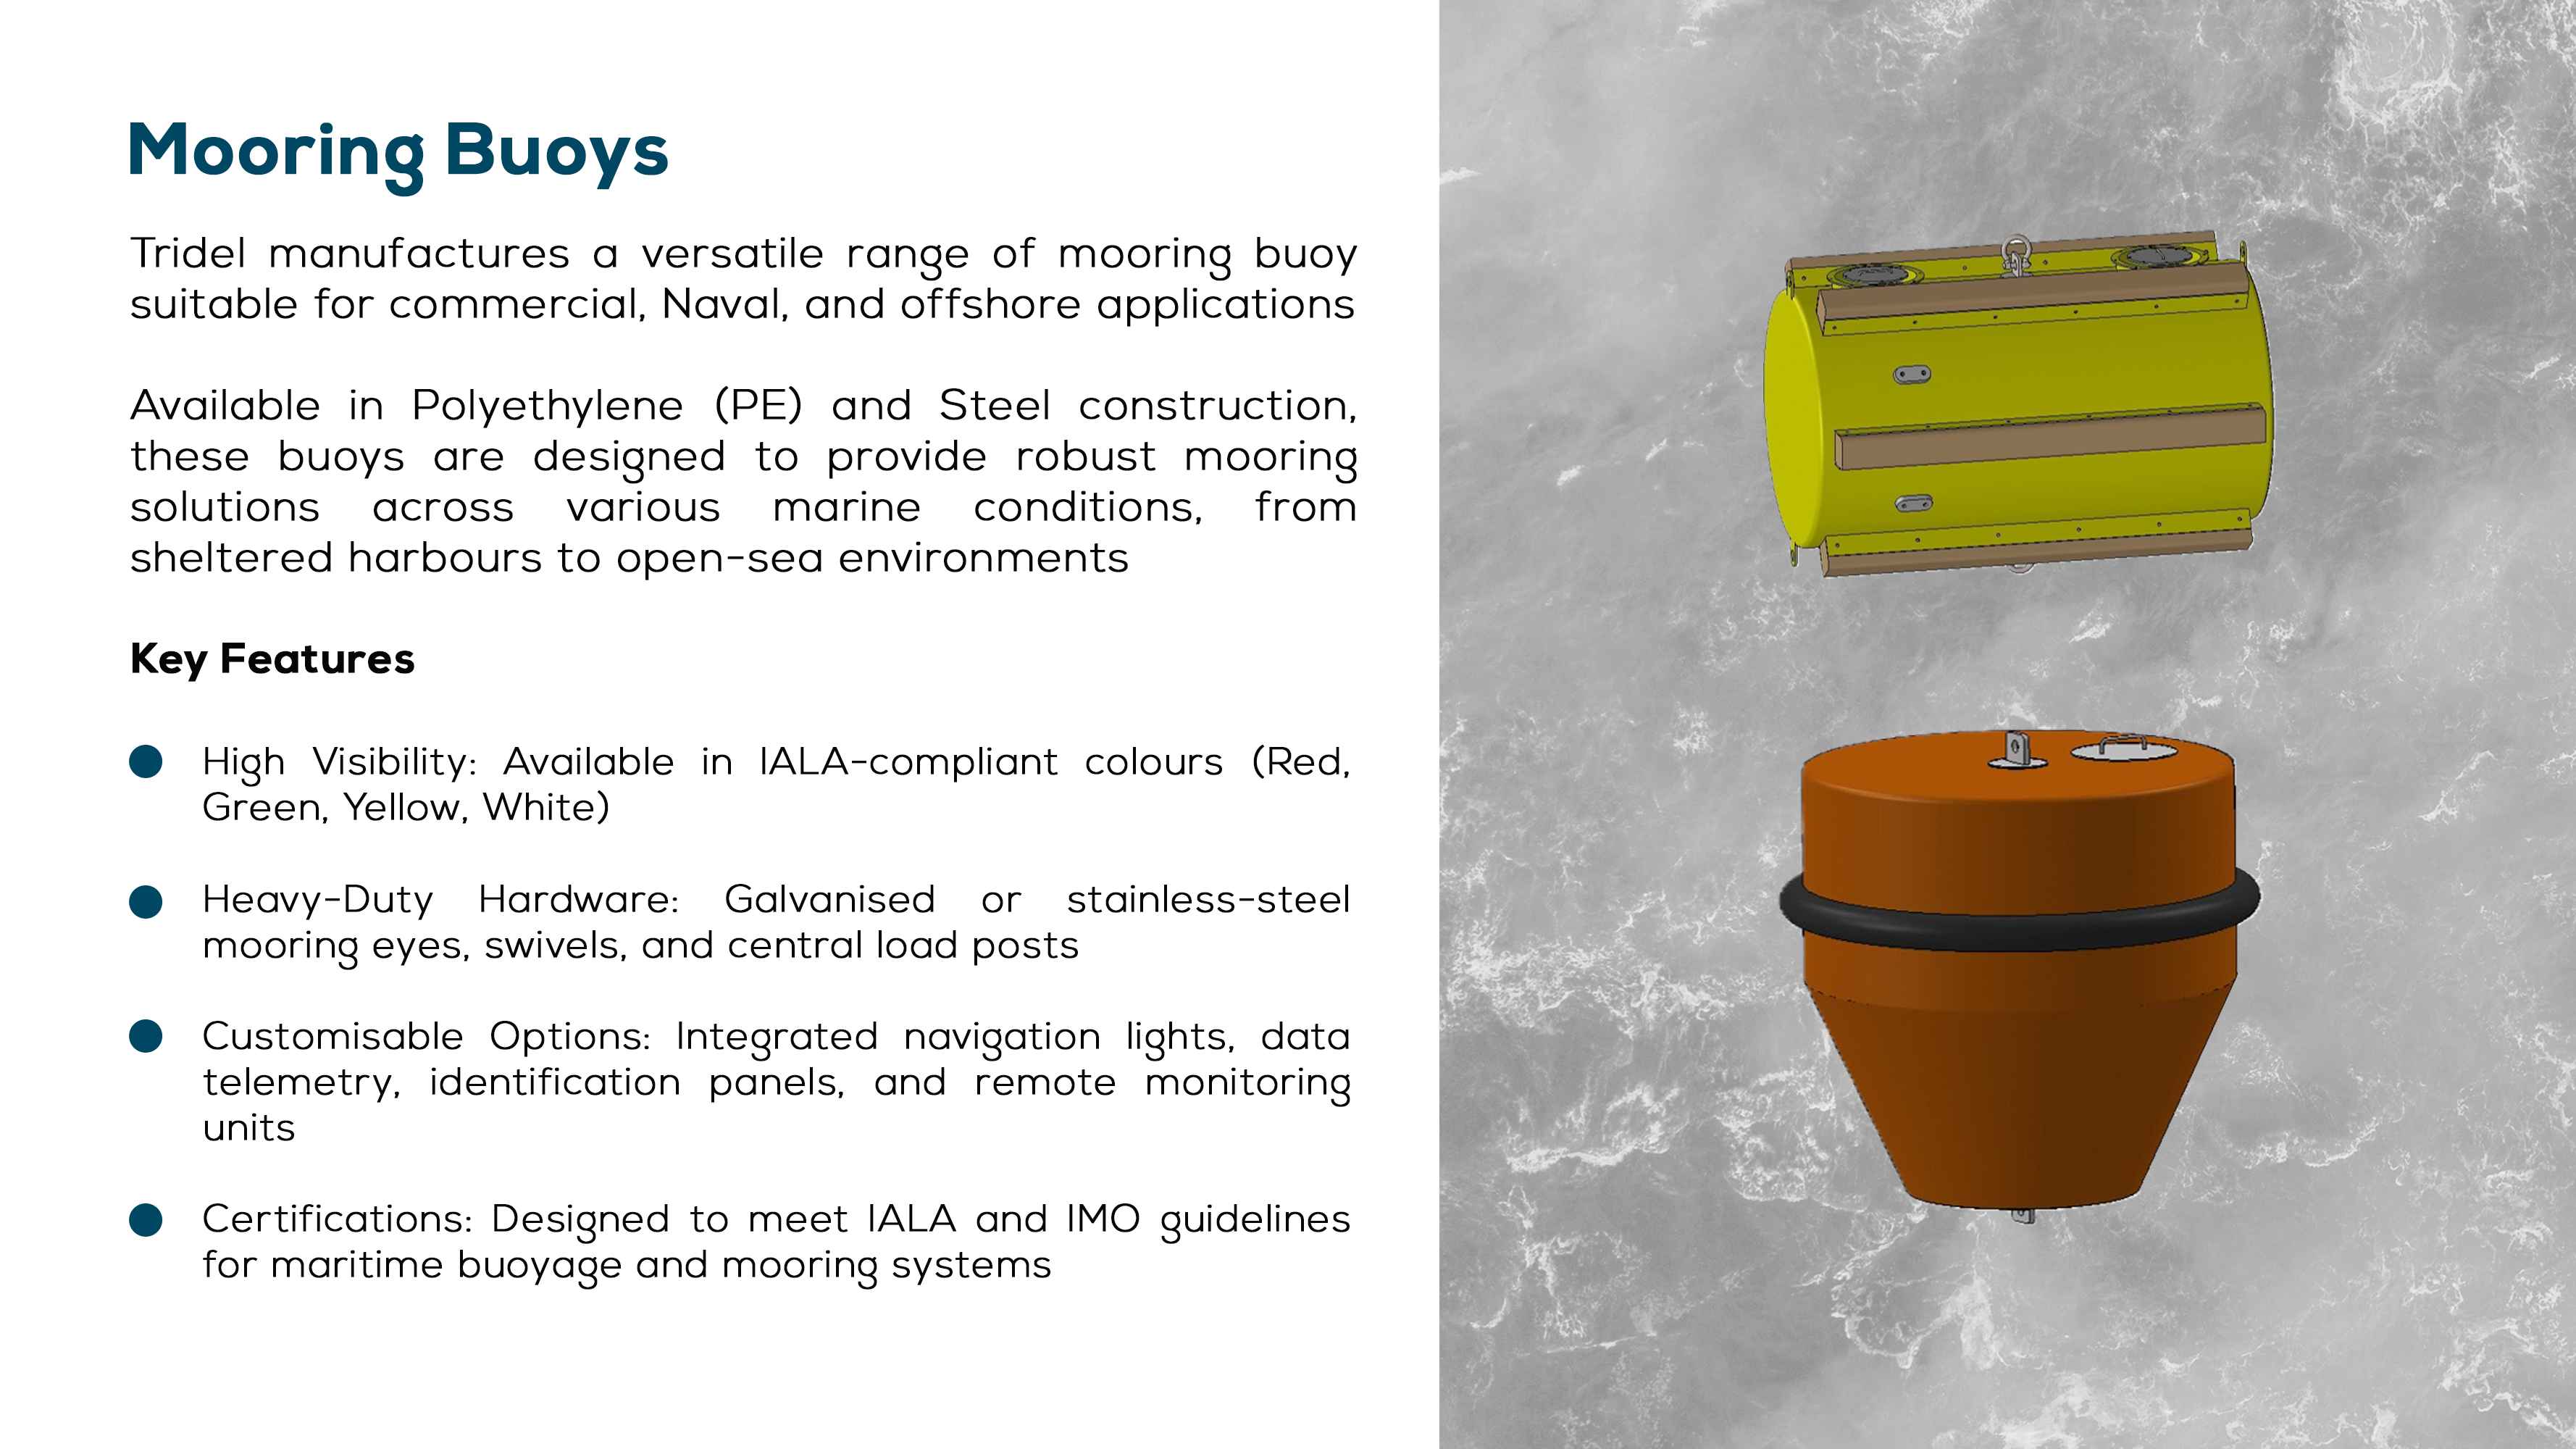 Mooring Buoys
Tridel manufactures a versatile range of mooring buoy
suitable for commercial, Naval, and offshore applications
Available in Polyethylene (PE) and Steel construction,
these buoys are designed to provide robust mooring
solutions across various marine conditions, from
sheltered harbours to open-sea environments
Key Features
High Visibility: Available in IALA-compliant colours (Red,
Green, Yellow, White)
Heavy-Duty Hardware: Galvanised or stainless-steel
mooring eyes, swivels, and central load posts
Customisable Options: Integrated navigation lights, data
telemetry, identification panels, and remote monitoring
units
Certifications: Designed to meet IALA and IMO guidelines
for maritime buoyage and mooring systems